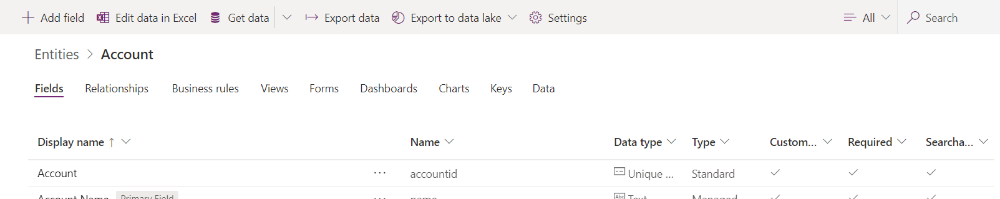 Add field Edit data in Excel Get data Export data Export to data lake Settings All Search
Entities > Account
Fields Relationships Business rules Views Forms Dashboards Charts Keys Data
Display name ↑ Name Data type Type Custom... Required Searcha...
Account ... accountid Unique ... Standard
Account Name Primary Field ... name Abc Text Managed